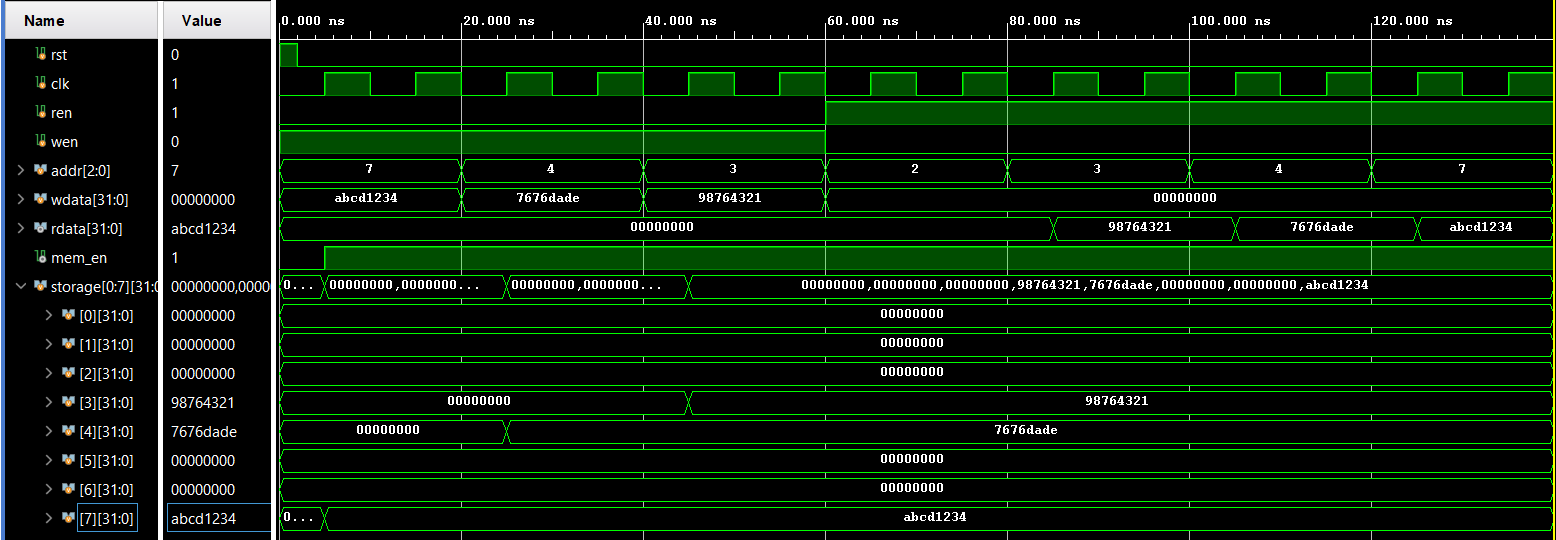 Name Value 0.000 ns 20.000 ns 40.000 ns 60.000 ns 80.000 ns 100.000 ns 120.000 ns
rst 0
clk 1
ren 1
wen 0
addr[2:0] 7 7 4 3 2 3 4 7
wdata[31:0] 00000000 abcd1234 7676dade 98764321 00000000
rdata[31:0] abcd1234 00000000 98764321 7676dade abcd1234
mem_en 1
storage[0:7][31:0 00000000,0000 0... 00000000,0000000... 00000000,0000000... 00000000,00000000,00000000,98764321,7676dade,00000000,00000000,abcd1234
[0][31:0] 00000000 00000000
[1][31:0] 00000000 00000000
[2][31:0] 00000000 00000000
[3][31:0] 98764321 00000000 98764321
[4][31:0] 7676dade 00000000 7676dade
[5][31:0] 00000000 00000000
[6][31:0] 00000000 00000000
[7][31:0] abcd1234 0... abcd1234